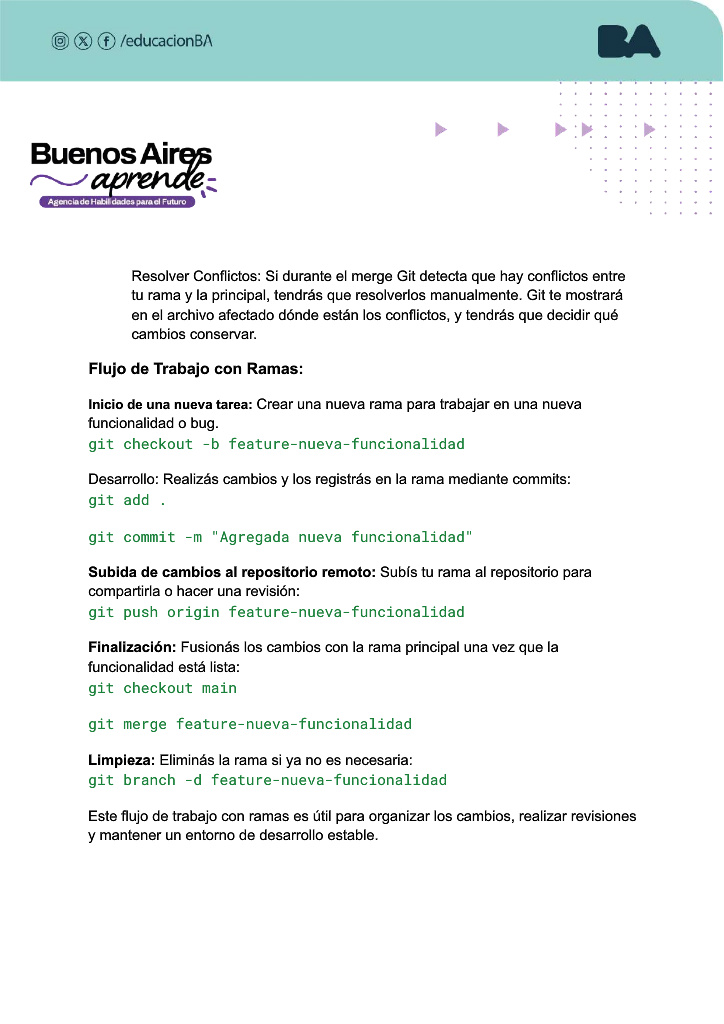 /educacionBA
BA
Buenos Aires
aprende
Agencia de Habilidades para el Futuro
Resolver Conflictos: Si durante el merge Git detecta que hay conflictos entre
tu rama y la principal, tendrás que resolverlos manualmente. Git te mostrará
en el archivo afectado dónde están los conflictos, y tendrás que decidir qué
cambios conservar.
Flujo de Trabajo con Ramas:
Inicio de una nueva tarea: Crear una nueva rama para trabajar en una nueva
funcionalidad o bug.
git checkout -b feature-nueva-funcionalidad
Desarrollo: Realizás cambios y los registrás en la rama mediante commits:
git add .
git commit -m "Agregada nueva funcionalidad"
Subida de cambios al repositorio remoto: Subís tu rama al repositorio para
compartirla o hacer una revisión:
git push origin feature-nueva-funcionalidad
Finalización: Fusionás los cambios con la rama principal una vez que la
funcionalidad está lista:
git checkout main
git merge feature-nueva-funcionalidad
Limpieza: Eliminás la rama si ya no es necesaria:
git branch -d feature-nueva-funcionalidad
Este flujo de trabajo con ramas es útil para organizar los cambios, realizar revisiones
y mantener un entorno de desarrollo estable.